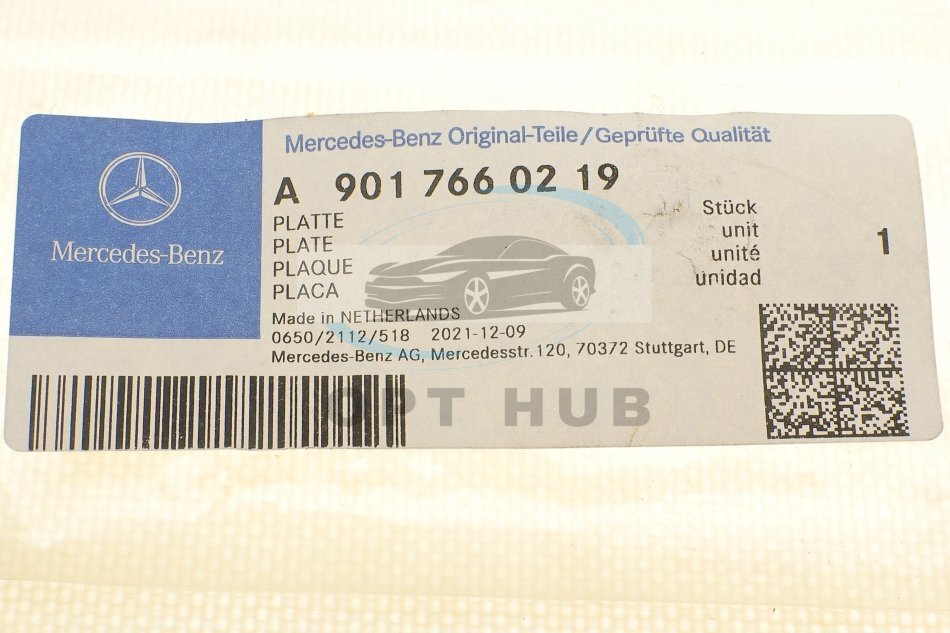 Mercedes-Benz Original-Teile/Geprüfte Qualität
Mercedes-Benz
A 901 766 02 19
PLATTE
PLATE
PLAQUE
PLACA
Stück
unit
unité
unidad
1
Made in NETHERLANDS
0650/2112/518 2021-12-09
Mercedes-Benz AG, Mercedesstr. 120, 70372 Stuttgart, DE
OPT HUB